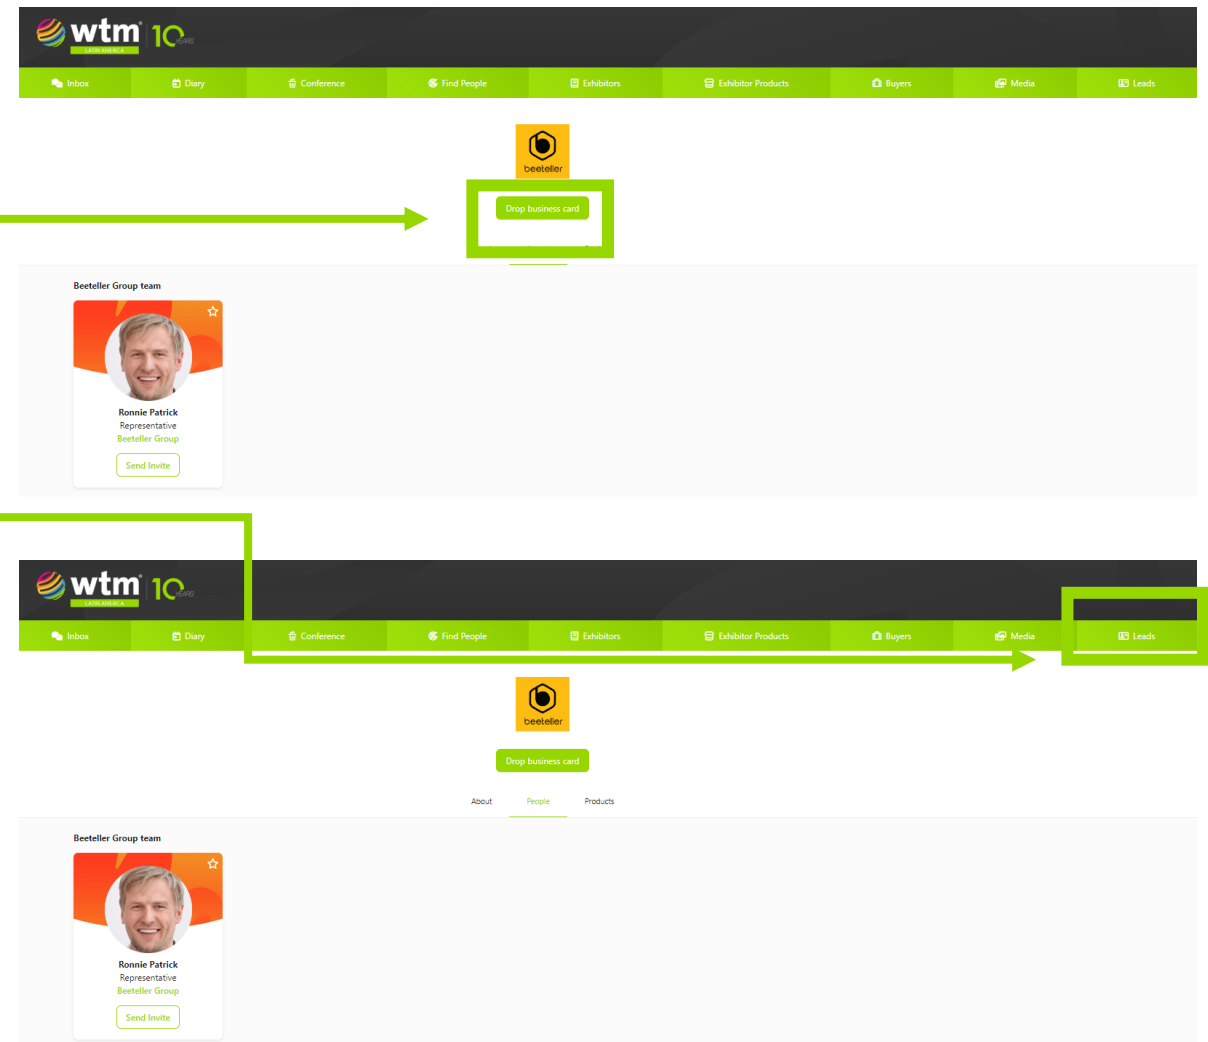 wtm 10 YEARS
LATIN AMERICA
Inbox Diary Conference Find People Exhibitors Exhibitor Products Buyers Media Leads
b
beeteller
Drop business card
Beeteller Group team
Ronnie Patrick
Representative
Beeteller Group
Send Invite
wtm 10 YEARS
LATIN AMERICA
Inbox Diary Conference Find People Exhibitors Exhibitor Products Buyers Media Leads
b
beeteller
Drop business card
About People Products
Beeteller Group team
Ronnie Patrick
Representative
Beeteller Group
Send Invite